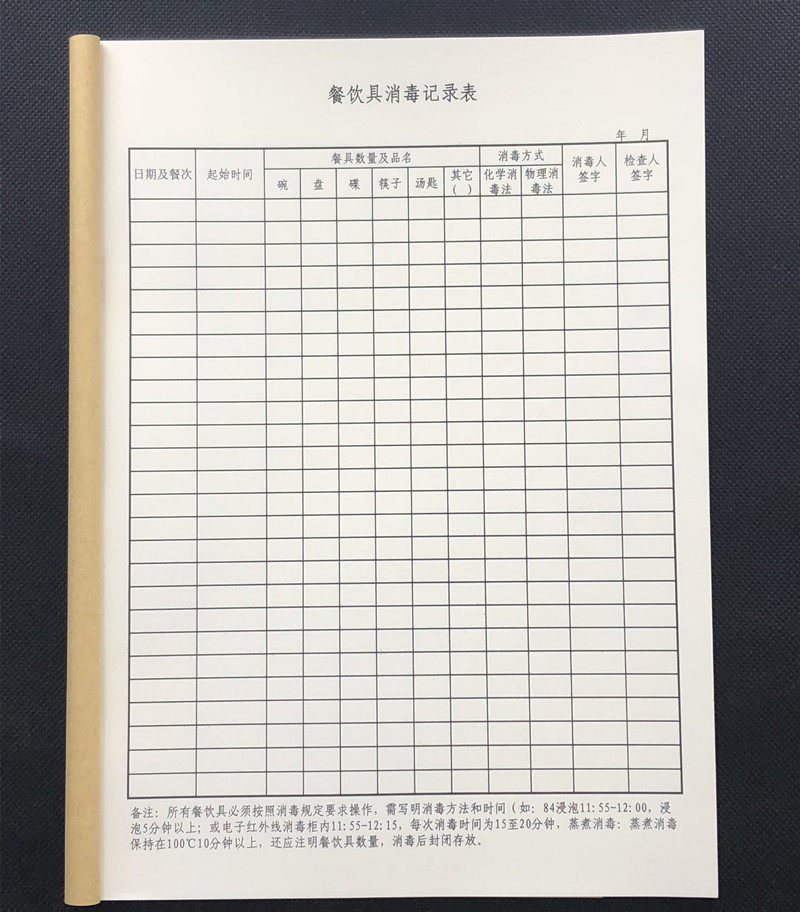 餐饮具消毒记录表
年 月
日期及餐次 起始时间 餐具数量及品名 消毒方式 消毒人签字 检查人签字
碗 盘 碟 筷子 汤匙 其它( ) 化学消毒法 物理消毒法
备注：所有餐饮具必须按照消毒规定要求操作，需写明消毒方法和时间（如：84浸泡11:55-12:00，浸
泡5分钟以上；或电子红外线消毒柜内11:55-12:15，每次消毒时间为15至20分钟，蒸煮消毒：蒸煮消毒
保持在100℃10分钟以上，还应注明餐饮具数量，消毒后封闭存放。